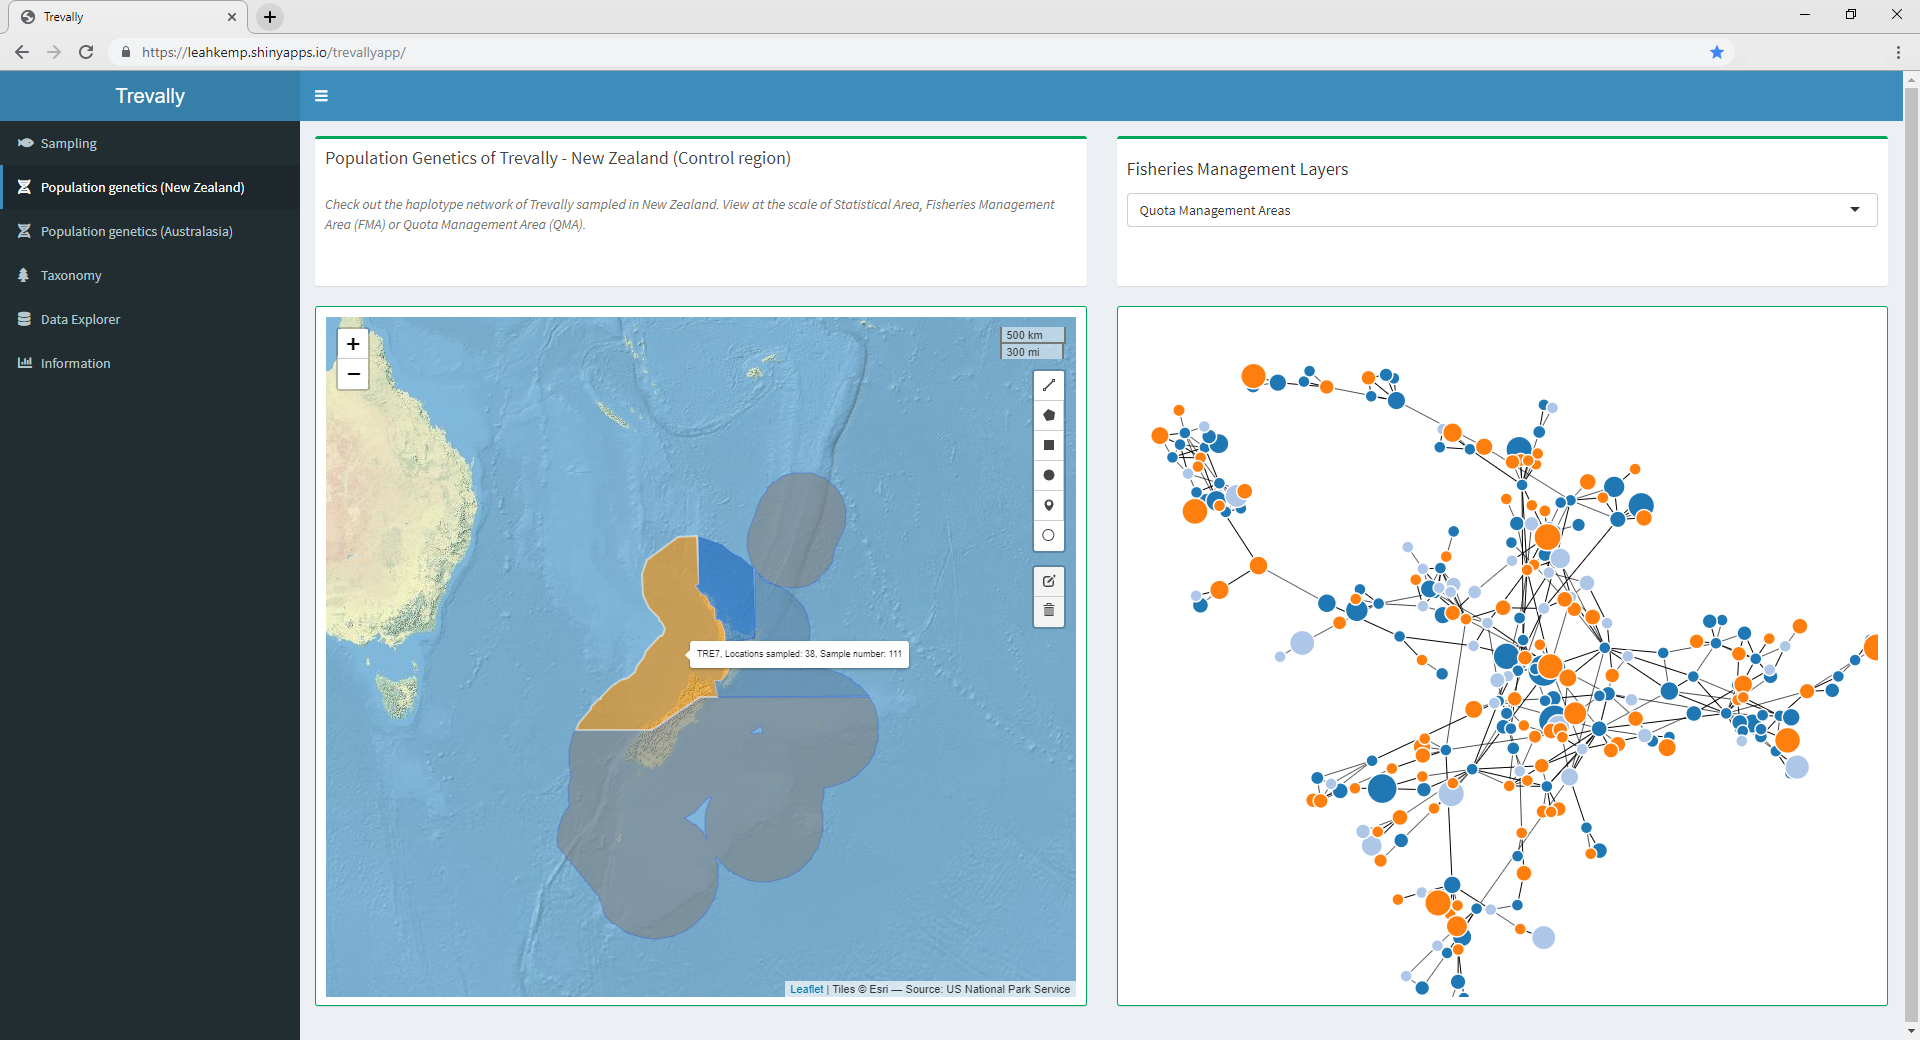 Trevally
https://leahkemp.shinyapps.io/trevallyapp/
Trevally
Sampling
Population genetics (New Zealand)
Population genetics (Australasia)
Taxonomy
Data Explorer
Information
Population Genetics of Trevally - New Zealand (Control region)
Check out the haplotype network of Trevally sampled in New Zealand. View at the scale of Statistical Area, Fisheries Management
Area (FMA) or Quota Management Area (QMA).
Fisheries Management Layers
Quota Management Areas
+
−
500 km
300 mi
TRE7, Locations sampled: 38, Sample number: 111
Leaflet | Tiles © Esri — Source: US National Park Service